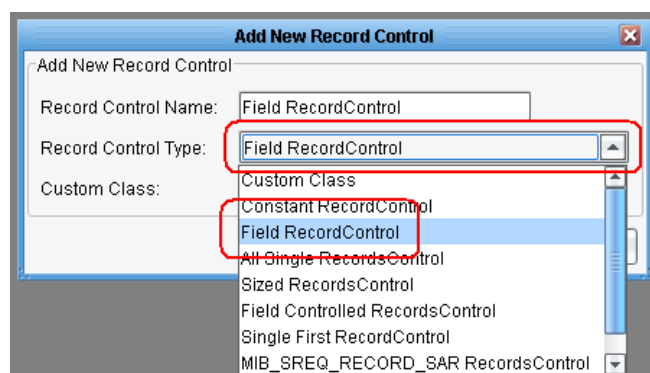 Add New Record Control
Add New Record Control
Record Control Name: Field RecordControl
Record Control Type: Field RecordControl
Custom Class:
Custom Class
Constant RecordControl
Field RecordControl
All Single RecordsControl
Sized RecordsControl
Field Controlled RecordsControl
Single First RecordControl
MIB_SREQ_RECORD_SAR RecordsControl